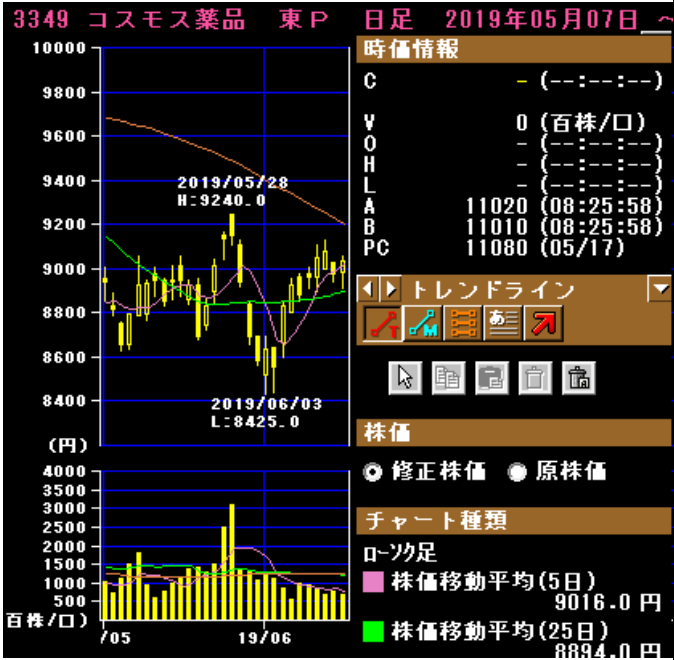 3349 コスモス薬品 東Ｐ 日足 2019年05月07日 ～
時価情報
C - (--:--:--)
V 0 (百株/口)
O - (--:--:--)
H - (--:--:--)
L - (--:--:--)
A 11020 (08:25:58)
B 11010 (08:25:58)
PC 11080 (05/17)
10000
9800
9600
9400
9200
9000
8800
8600
8400
(円)
2019/05/28
H:9240.0
2019/06/03
L:8425.0
トレンドライン
T
M
あ
株価
修正株価 原株価
チャート種類
ローソク足
株価移動平均(5日)
9016.0 円
株価移動平均(25日)
8894.0 円
4000
3500
3000
2500
2000
1500
1000
500
百株/口)
/05
19/06